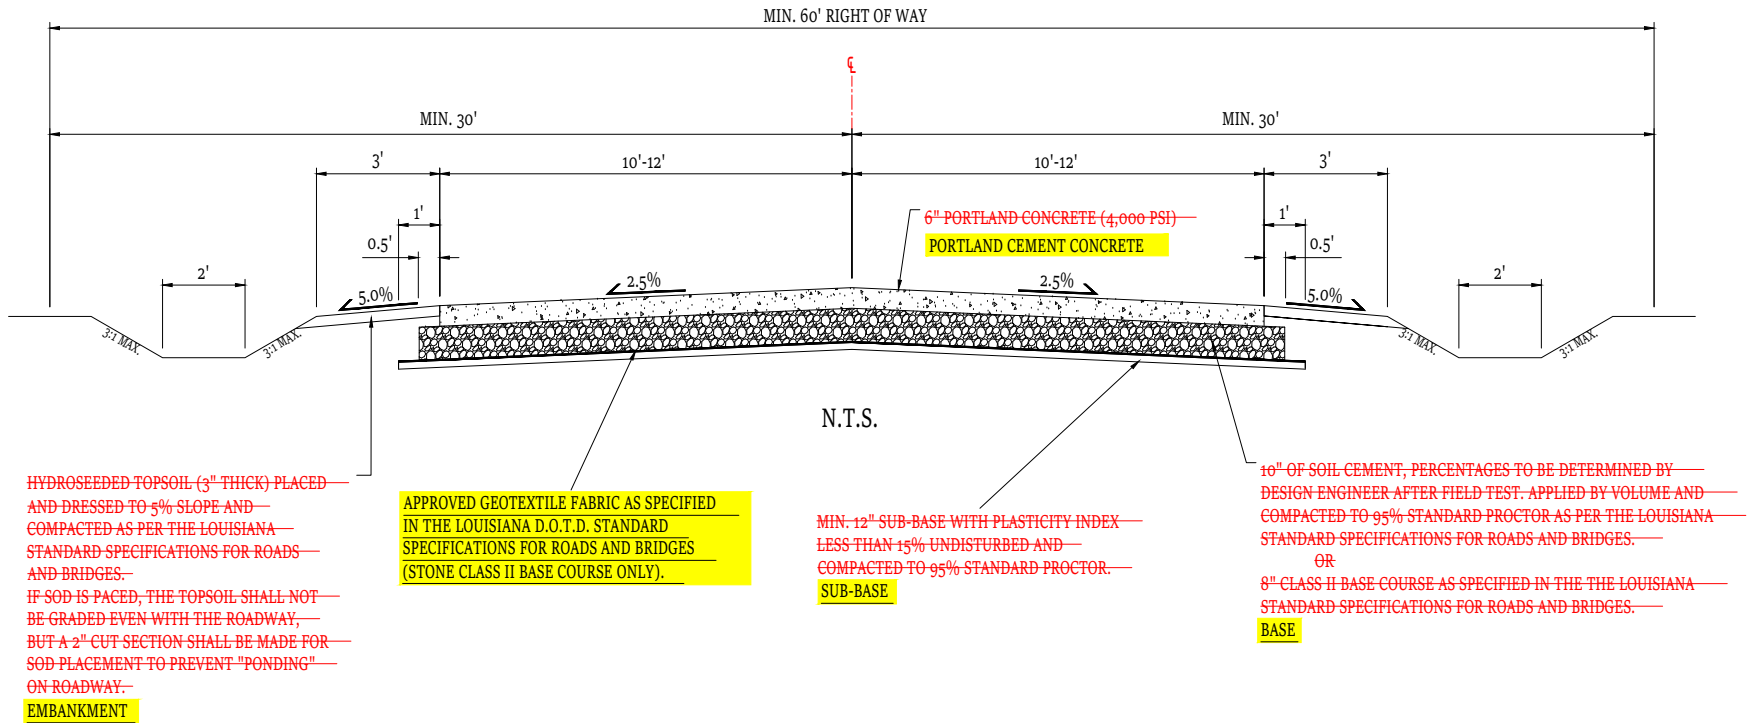 MIN. 60' RIGHT OF WAY
℄
MIN. 30'
MIN. 30'
3'
10'-12'
10'-12'
3'
1'
1'
6" PORTLAND CONCRETE (4,000 PSI)
PORTLAND CEMENT CONCRETE
0.5'
0.5'
2'
2'
2.5%
2.5%
5.0%
5.0%
3:1 MAX.
3:1 MAX.
3:1 MAX.
3:1 MAX.
N.T.S.
HYDROSEEDED TOPSOIL (3" THICK) PLACED
AND DRESSED TO 5% SLOPE AND
COMPACTED AS PER THE LOUISIANA
STANDARD SPECIFICATIONS FOR ROADS
AND BRIDGES.
IF SOD IS PACED, THE TOPSOIL SHALL NOT
BE GRADED EVEN WITH THE ROADWAY,
BUT A 2" CUT SECTION SHALL BE MADE FOR
SOD PLACEMENT TO PREVENT "PONDING"
ON ROADWAY.
EMBANKMENT
APPROVED GEOTEXTILE FABRIC AS SPECIFIED
IN THE LOUISIANA D.O.T.D. STANDARD
SPECIFICATIONS FOR ROADS AND BRIDGES
(STONE CLASS II BASE COURSE ONLY).
MIN. 12" SUB-BASE WITH PLASTICITY INDEX
LESS THAN 15% UNDISTURBED AND
COMPACTED TO 95% STANDARD PROCTOR.
SUB-BASE
10" OF SOIL CEMENT, PERCENTAGES TO BE DETERMINED BY
DESIGN ENGINEER AFTER FIELD TEST. APPLIED BY VOLUME AND
COMPACTED TO 95% STANDARD PROCTOR AS PER THE LOUISIANA
STANDARD SPECIFICATIONS FOR ROADS AND BRIDGES.
OR
8" CLASS II BASE COURSE AS SPECIFIED IN THE THE LOUISIANA
STANDARD SPECIFICATIONS FOR ROADS AND BRIDGES.
BASE